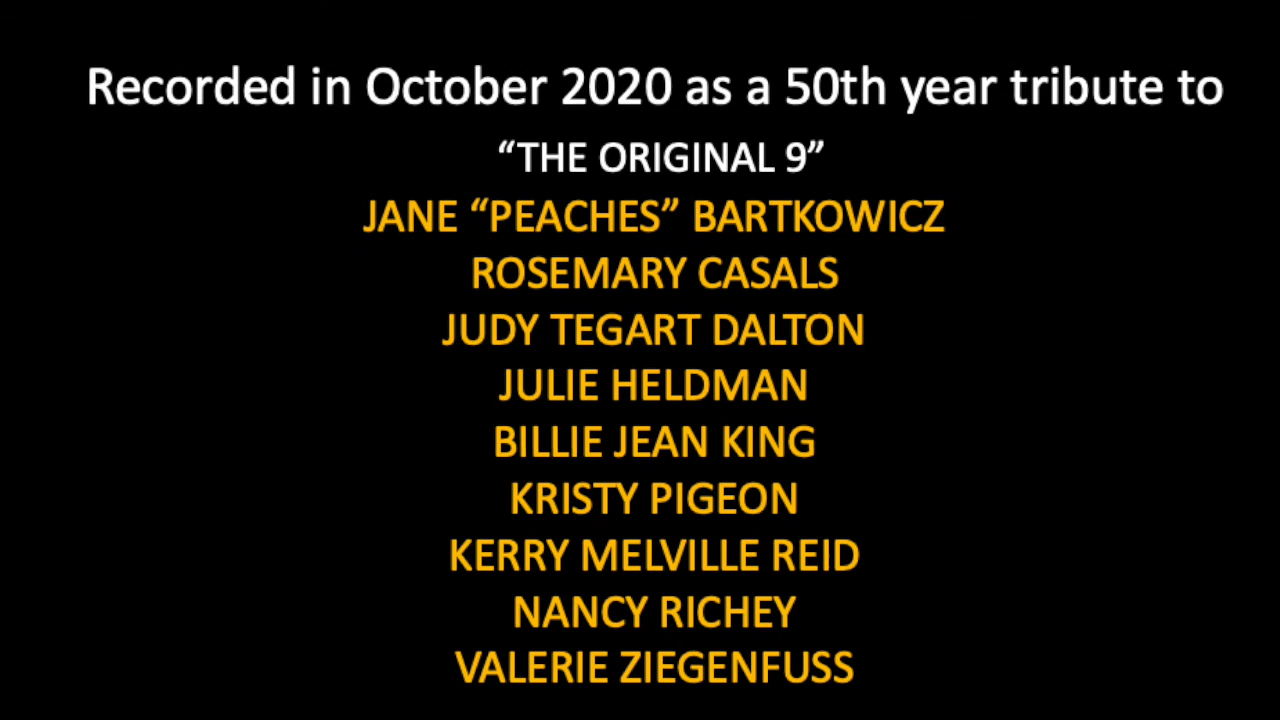 Recorded in October 2020 as a 50th year tribute to
“THE ORIGINAL 9”
JANE “PEACHES” BARTKOWICZ
ROSEMARY CASALS
JUDY TEGART DALTON
JULIE HELDMAN
BILLIE JEAN KING
KRISTY PIGEON
KERRY MELVILLE REID
NANCY RICHEY
VALERIE ZIEGENFUSS